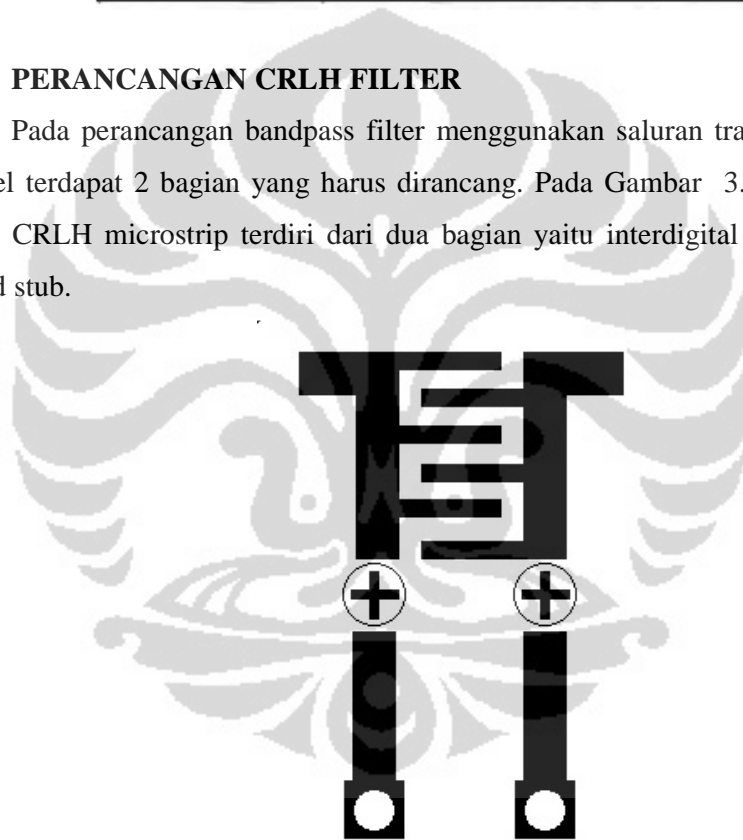 PERANCANGAN CRLH FILTER
Pada perancangan bandpass filter menggunakan saluran tra
el terdapat 2 bagian yang harus dirancang. Pada Gambar 3.
CRLH microstrip terdiri dari dua bagian yaitu interdigital
d stub.